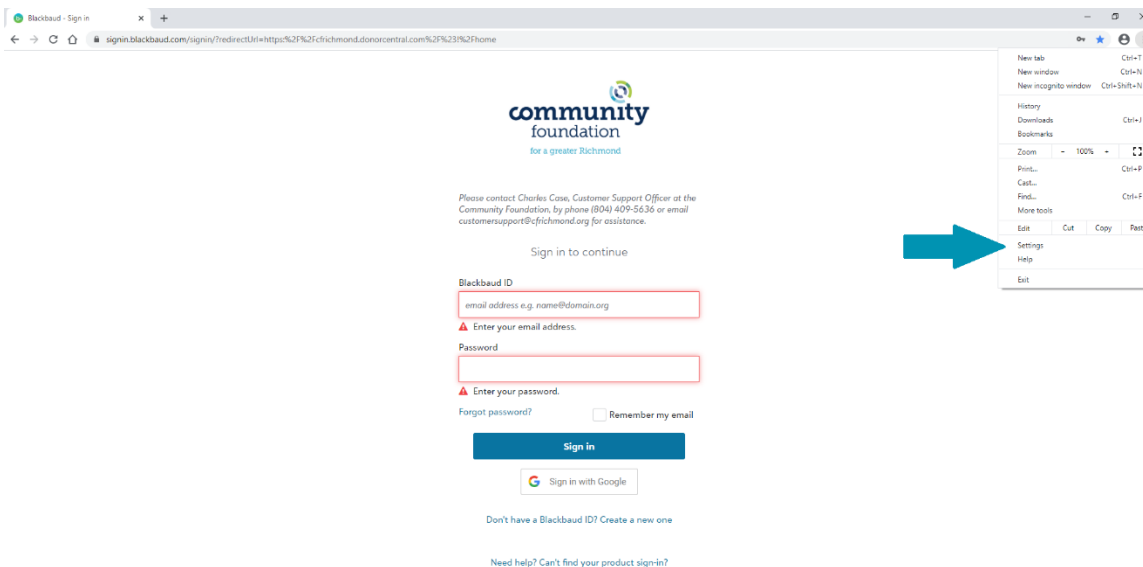 Blackbaud - Sign in
signin.blackbaud.com/signin/?redirectUrl=https:%2F%2Fcfrichmond.donorcentral.com%2F%23!%2Fhome
New tab Ctrl+T
New window Ctrl+N
New incognito window Ctrl+Shift+N
History
Downloads Ctrl+J
Bookmarks
Zoom - 100% +
Print... Ctrl+P
Cast...
Find... Ctrl+F
More tools
Edit Cut Copy Past
Settings
Help
Exit
community
foundation
for a greater Richmond
Please contact Charles Case, Customer Support Officer at the
Community Foundation, by phone (804) 409-5636 or email
customersupport@cfrichmond.org for assistance.
Sign in to continue
Blackbaud ID
email address e.g. name@domain.org
Enter your email address.
Password
Enter your password.
Forgot password? Remember my email
Sign in
Sign in with Google
Don't have a Blackbaud ID? Create a new one
Need help? Can't find your product sign-in?